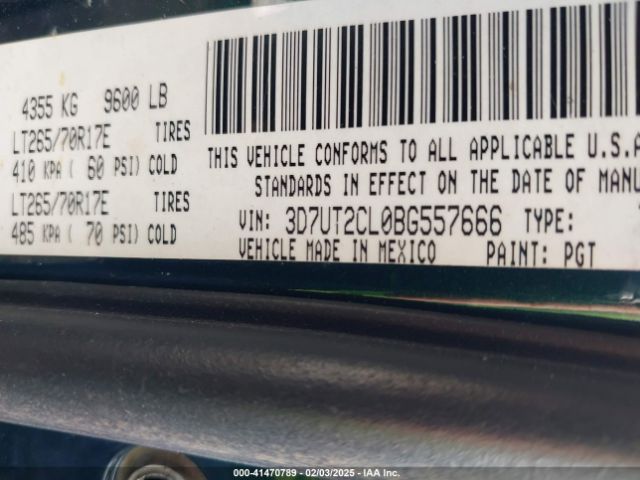 4355 KG 9600 LB
LT265/70R17E TIRES
410 KPA ( 60 PSI) COLD
LT265/70R17E TIRES
485 KPA ( 70 PSI) COLD
THIS VEHICLE CONFORMS TO ALL APPLICABLE U.S.A
STANDARDS IN EFFECT ON THE DATE OF MANU
VIN: 3D7UT2CL0BG557666 TYPE:
VEHICLE MADE IN MEXICO PAINT: PGT
000-41470789 - 02/03/2025 - IAA Inc.